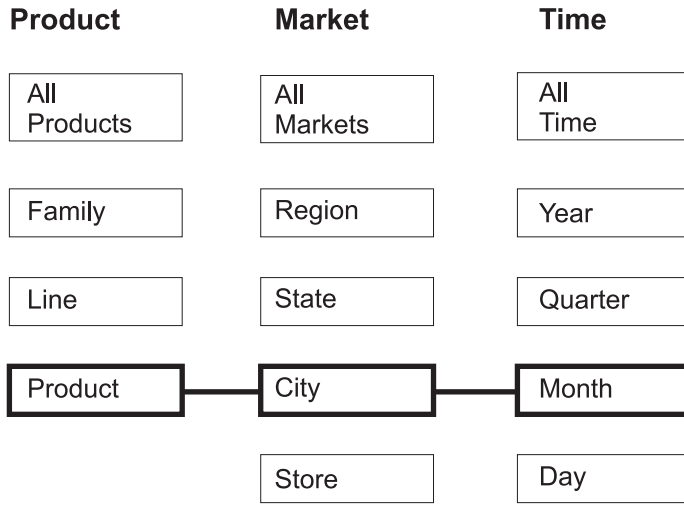 Product Market Time
All
Products
All
Markets
All
Time
Family Region Year
Line State Quarter
Product City Month
Store Day